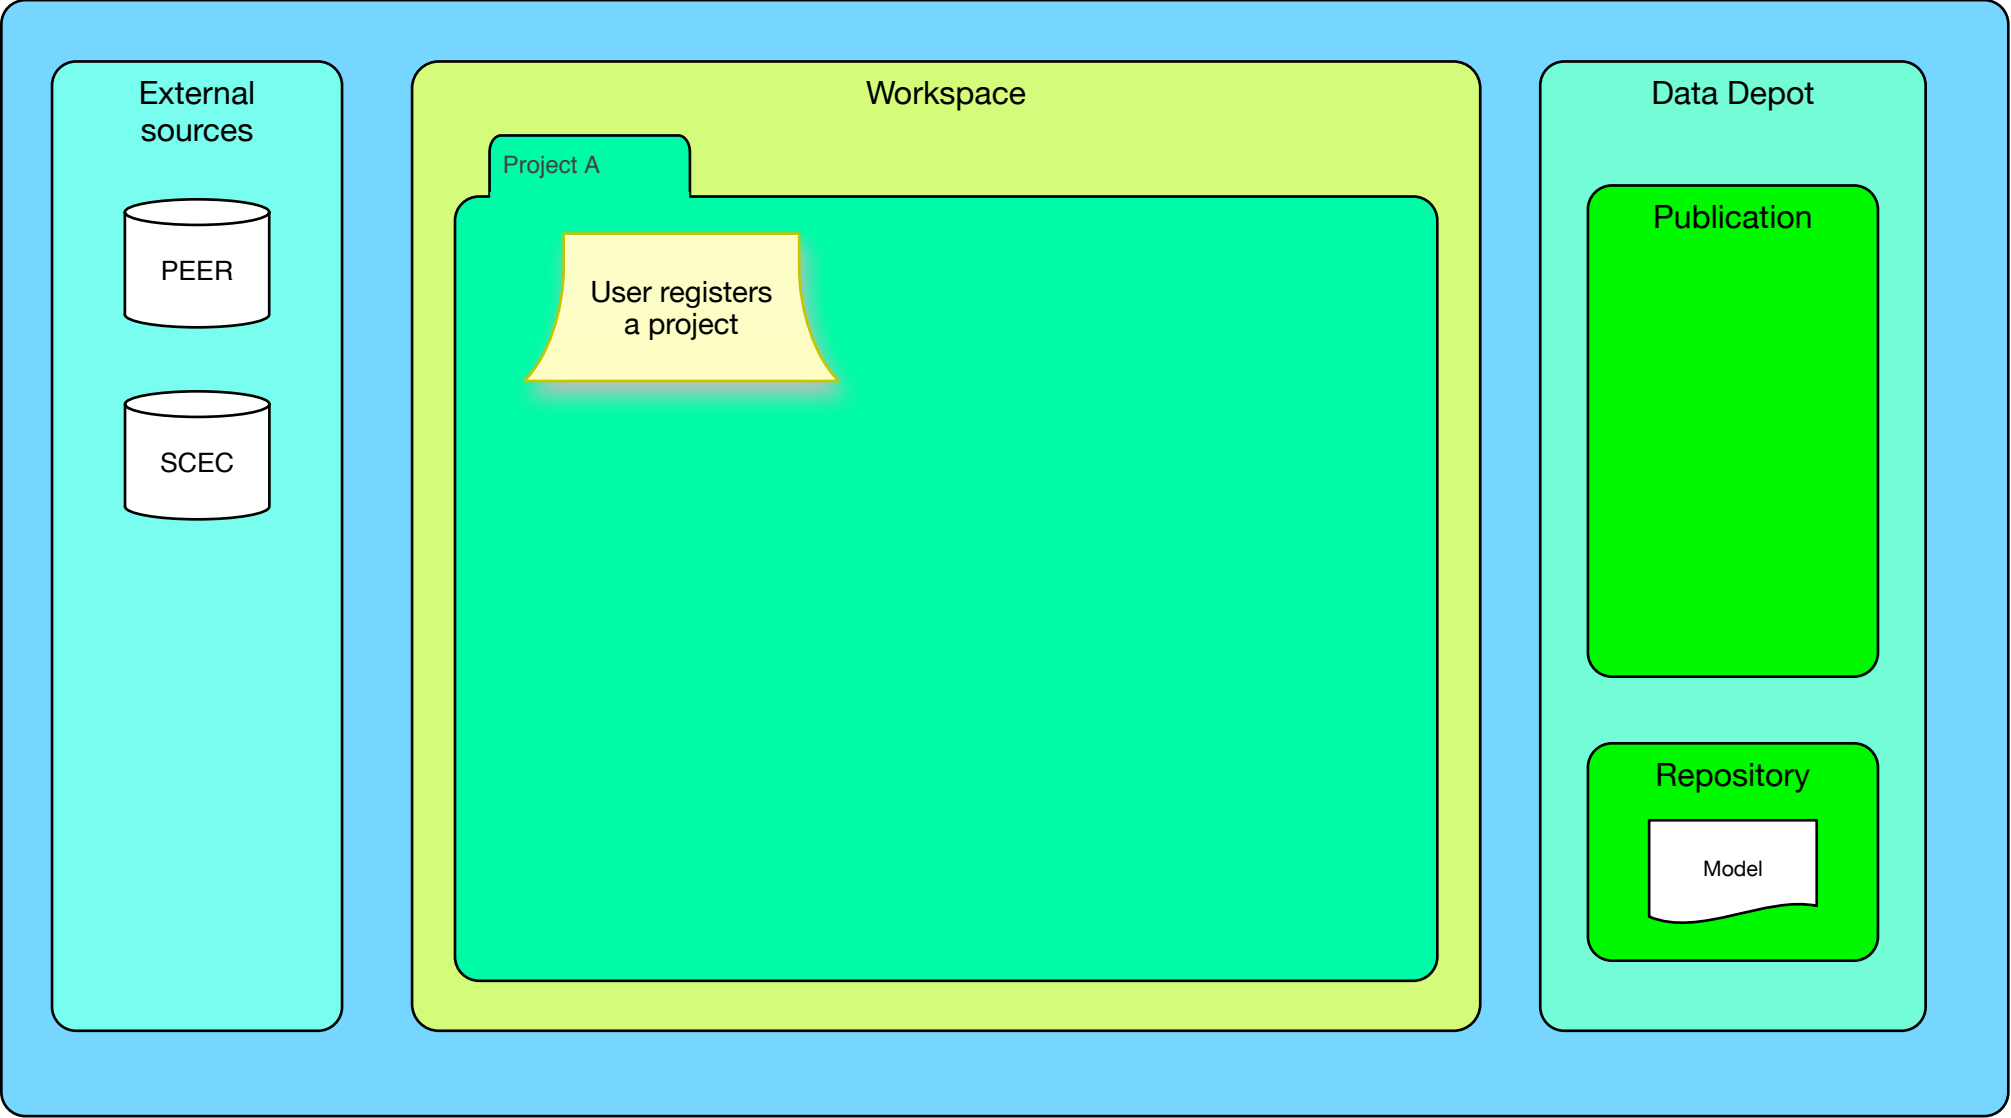 External
sources
PEER
SCEC
Workspace
Project A
User registers
a project
Data Depot
Publication
Repository
Model